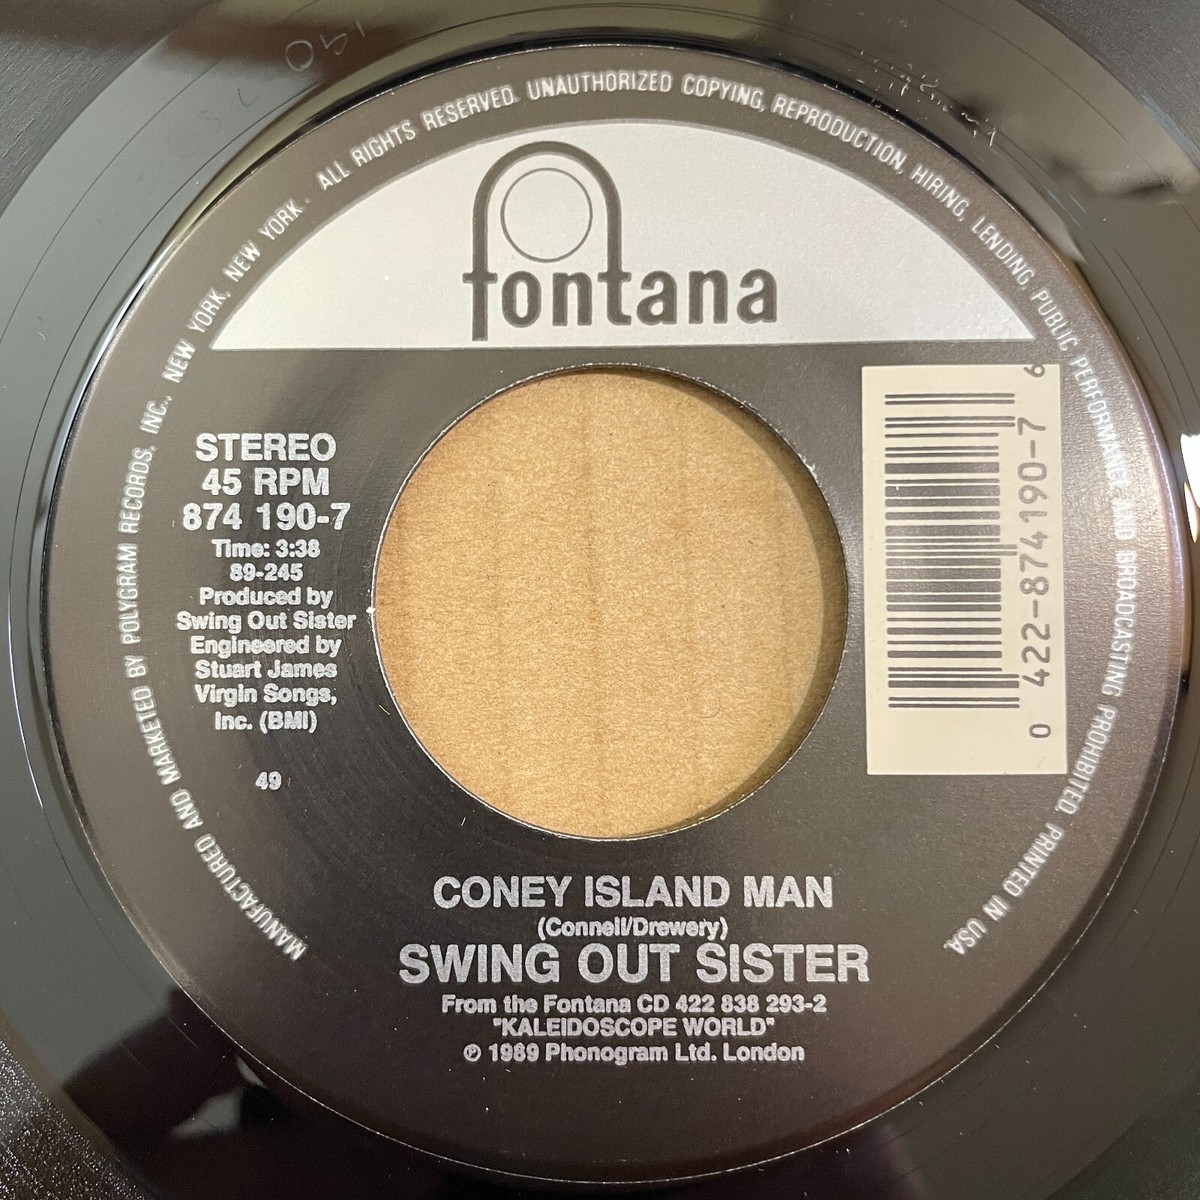 MANUFACTURED AND MARKETED BY POLYGRAM RECORDS, INC., NEW YORK, NEW YORK. ALL RIGHTS RESERVED. UNAUTHORIZED COPYING, REPRODUCTION, HIRING, LENDING, PUBLIC PERFORMANCE AND BROADCASTING PROHIBITED. PRINTED IN USA.
fontana
STEREO
45 RPM
874 190-7
Time: 3:38
89-245
Produced by
Swing Out Sister
Engineered by
Stuart James
Virgin Songs,
Inc. (BMI)
49
0 422-874190-7 6
CONEY ISLAND MAN
(Connell/Drewery)
SWING OUT SISTER
From the Fontana CD 422 838 293-2
"KALEIDOSCOPE WORLD"
℗ 1989 Phonogram Ltd. London